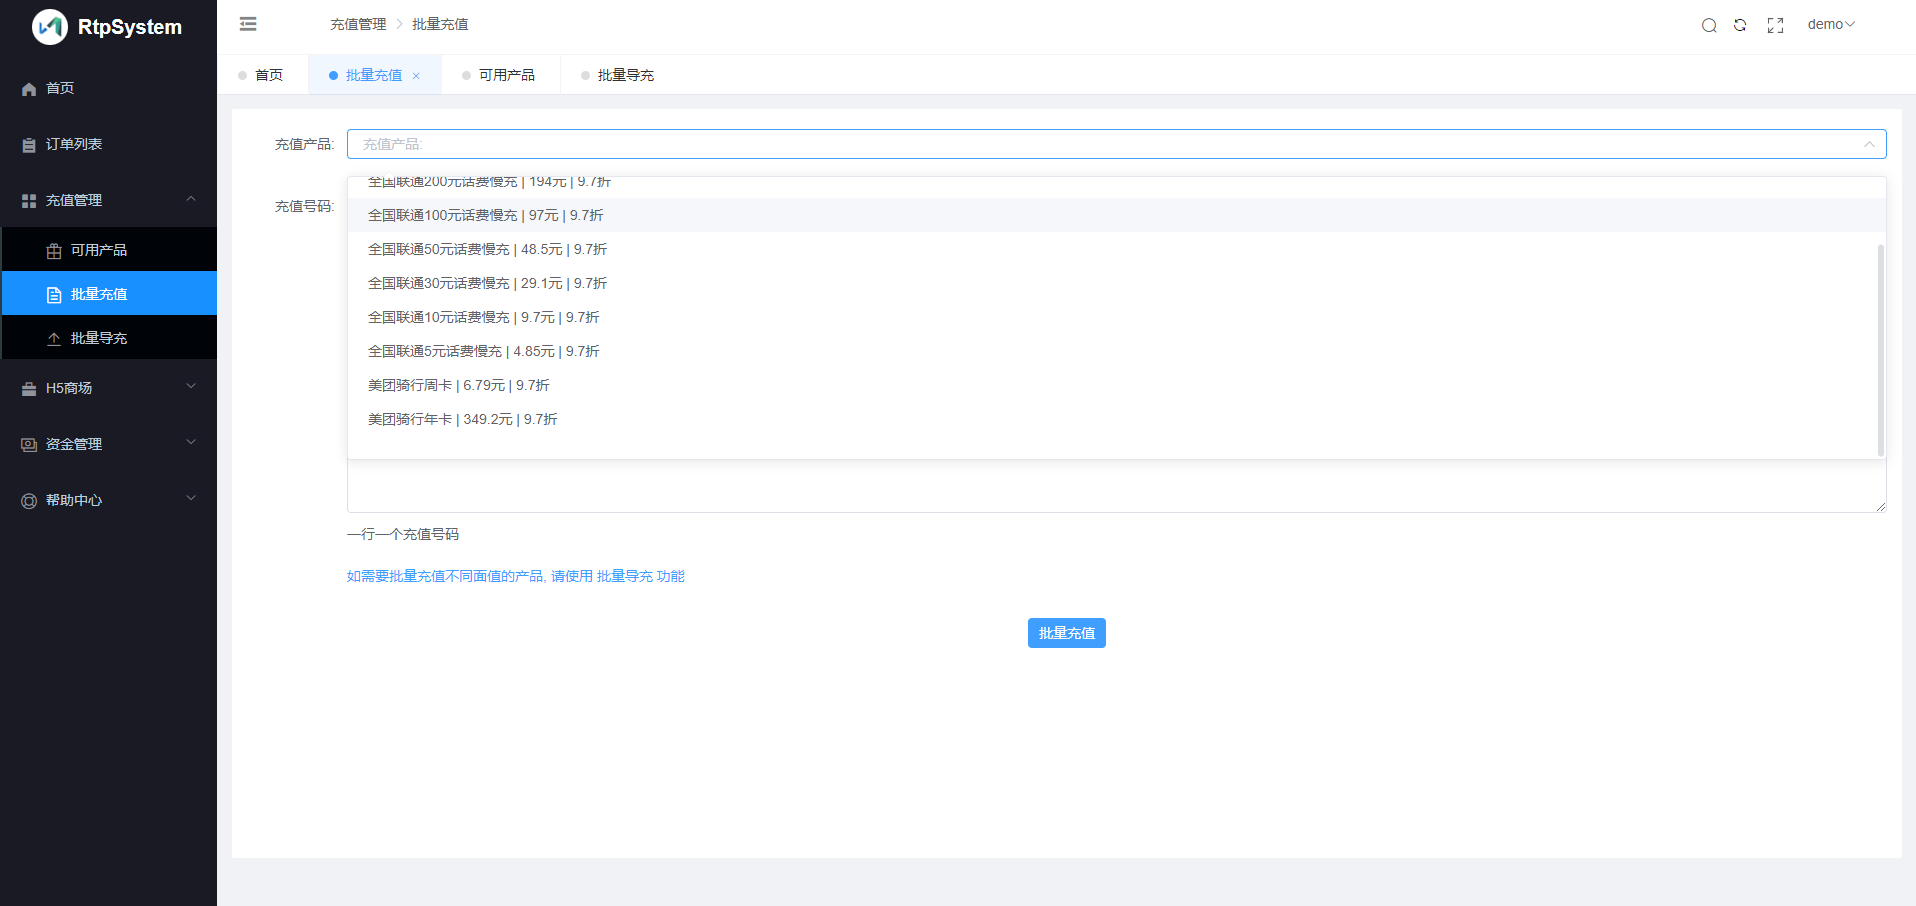 RtpSystem
首页
订单列表
充值管理
可用产品
批量充值
批量导充
H5商场
资金管理
帮助中心
充值管理 批量充值
demo
首页 批量充值 可用产品 批量导充
充值产品: 充值产品:
充值号码:
全国联通200元话费慢充 | 194元 | 9.7折
全国联通100元话费慢充 | 97元 | 9.7折
全国联通50元话费慢充 | 48.5元 | 9.7折
全国联通30元话费慢充 | 29.1元 | 9.7折
全国联通10元话费慢充 | 9.7元 | 9.7折
全国联通5元话费慢充 | 4.85元 | 9.7折
美团骑行周卡 | 6.79元 | 9.7折
美团骑行年卡 | 349.2元 | 9.7折
一行一个充值号码
如需要批量充值不同面值的产品, 请使用 批量导充 功能
批量充值